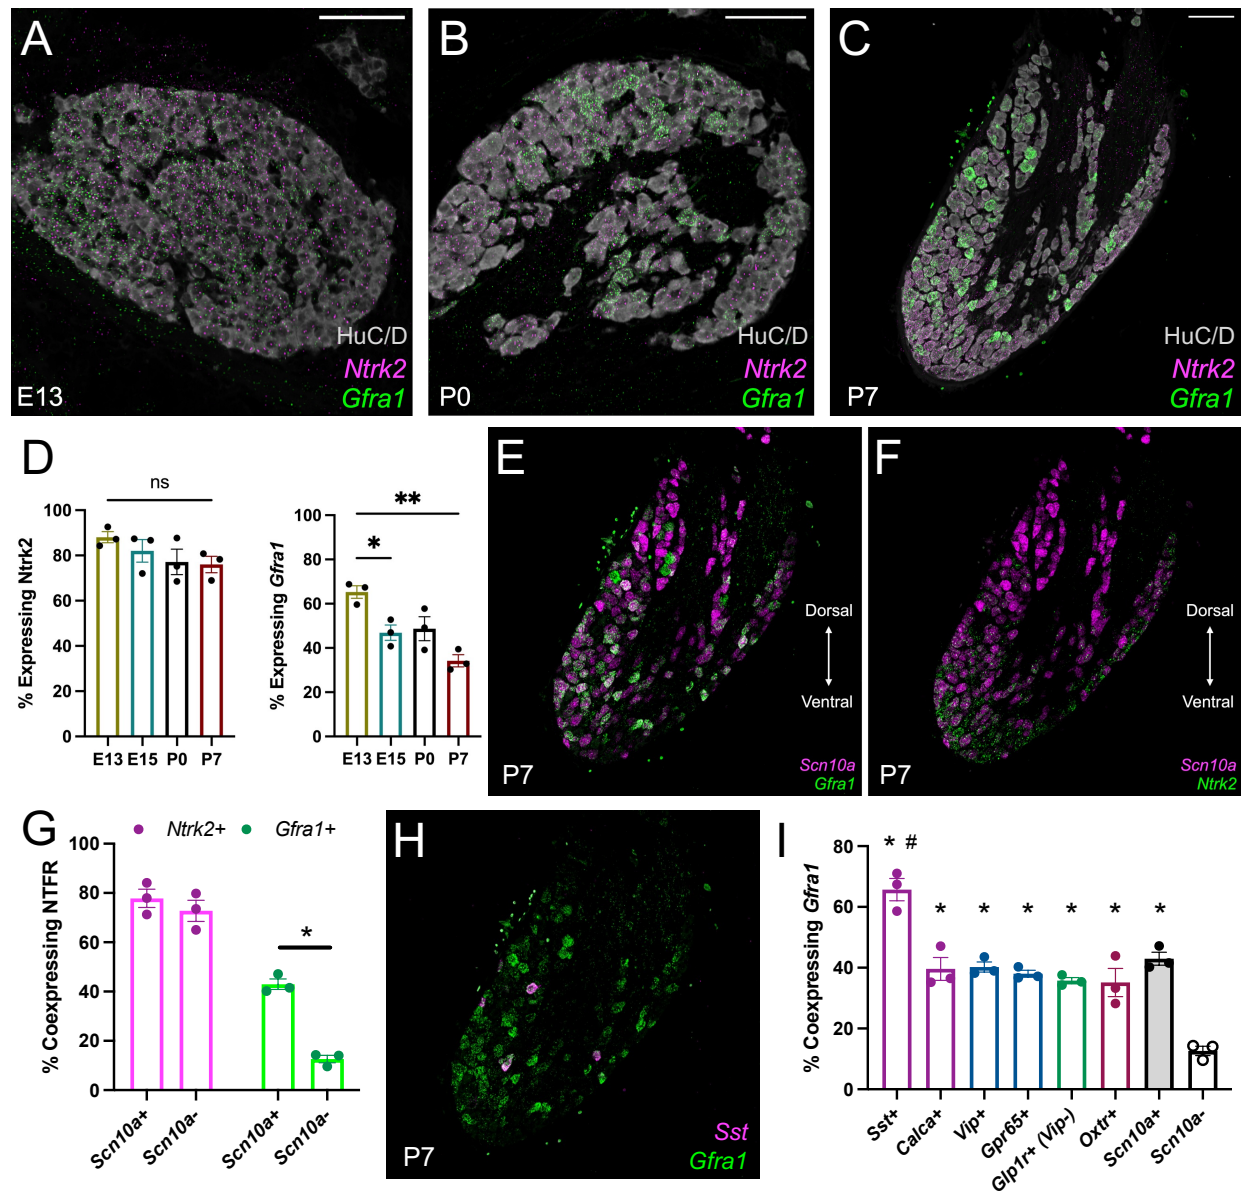 A
HuC/D
Ntrk2
E13
Gfra1
B
HuC/D
Ntrk2
P0
Gfra1
C
HuC/D
Ntrk2
P7
Gfra1
D
ns
% Expressing Ntrk2
100
80
60
40
20
0
E13 E15 P0 P7
**
*
% Expressing Gfra1
100
80
60
40
20
0
E13 E15 P0 P7
E
Dorsal
Ventral
Scn10a
P7
Gfra1
F
Dorsal
Ventral
Scn10a
P7
Ntrk2
G
Ntrk2+ Gfra1+
% Coexpressing NTFR
100
80
60
40
20
0
*
Scn10a+
Scn10a-
Scn10a+
Scn10a-
H
Sst
P7
Gfra1
I
% Coexpressing Gfra1
80
60
40
20
0
* #
* * * * * *
Sst+
Calca+
Vip+
Gpr65+
Glp1r+ (Vip-)
Oxtr+
Scn10a+
Scn10a-